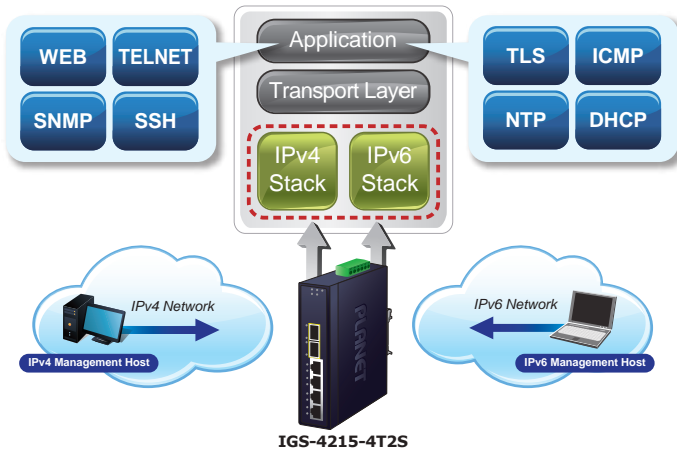 WEB
TELNET
SNMP
SSH
Application
Transport Layer
IPv4
Stack
IPv6
Stack
TLS
ICMP
NTP
DHCP
IPv4 Network
IPv4 Management Host
PLANET
IPv6 Network
IPv6 Management Host
IGS-4215-4T2S